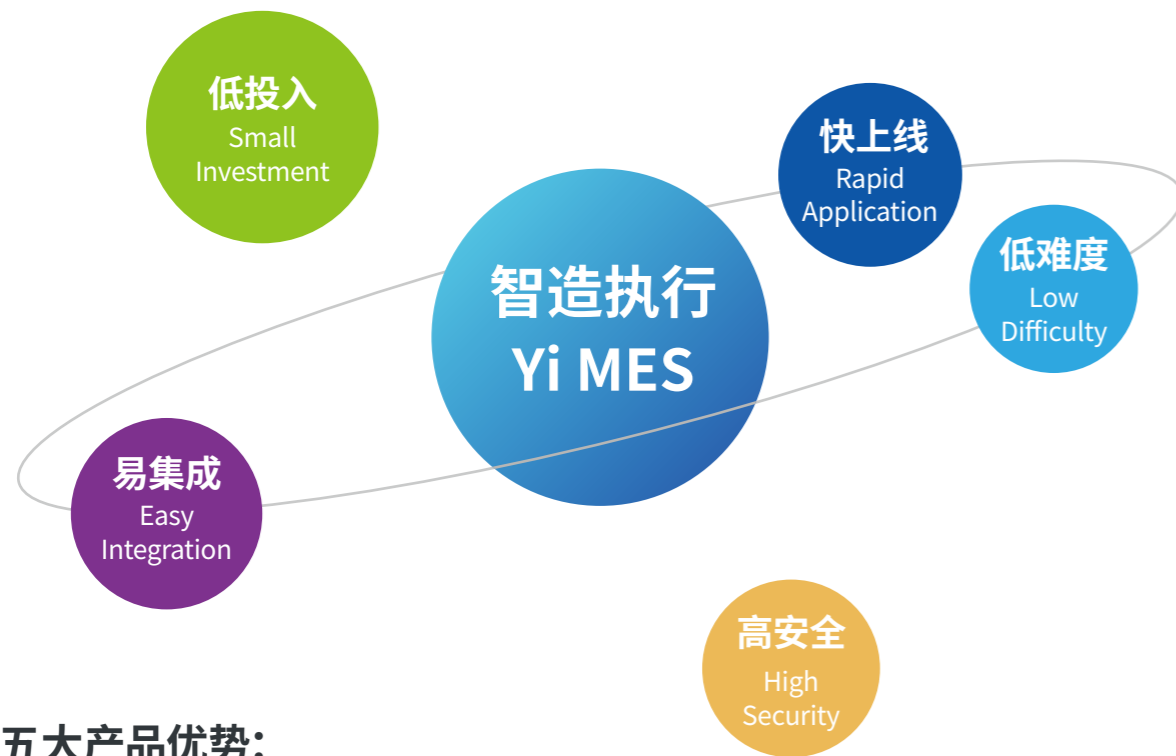 低投入
Small
Investment
快上线
Rapid
Application
低难度
Low
Difficulty
智造执行
Yi MES
易集成
Easy
Integration
高安全
High
Security
五大产品优势：